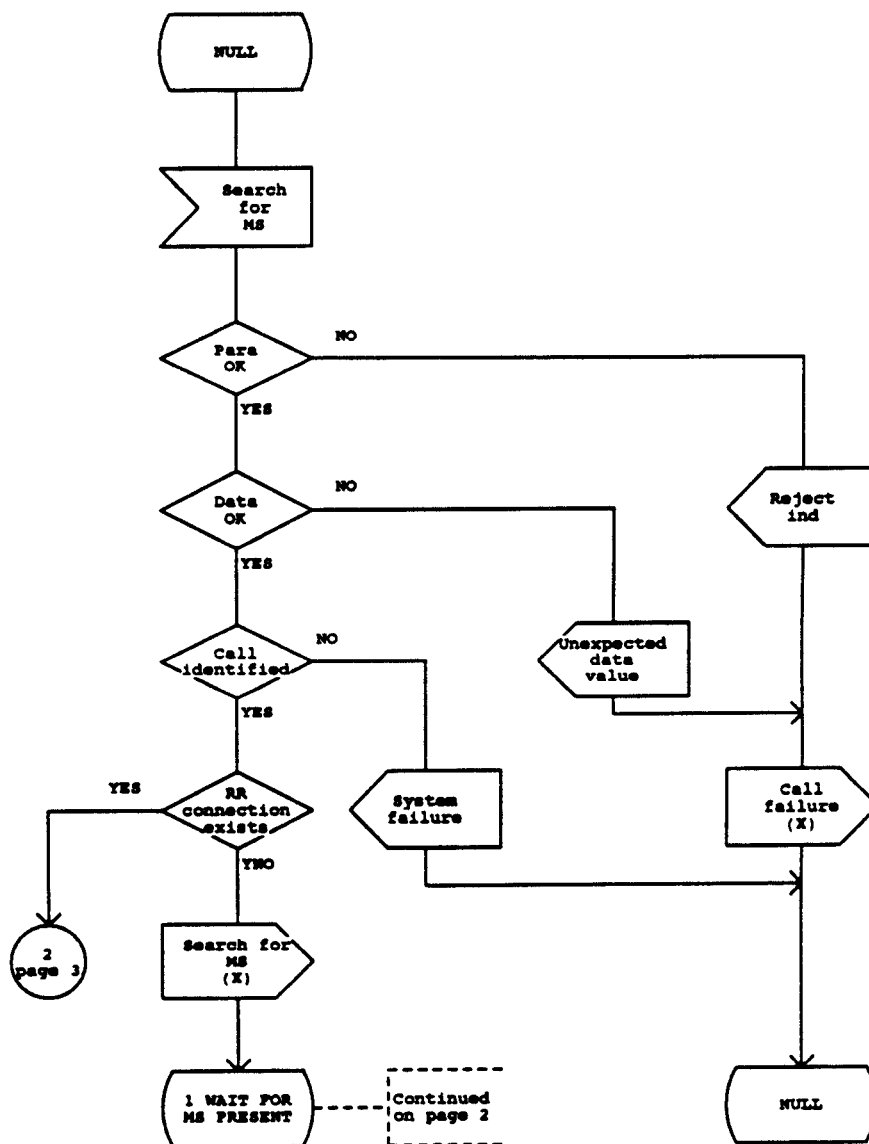 NULL
Search
for
MS
Para
OK
NO
YES
Data
OK
NO
YES
Reject
ind
Call
identified
NO
YES
Unexpected
data
value
RR
connection
exists
YES
YNO
System
failure
Call
failure
(X)
2
page 3
Search for
MS
(X)
1 WAIT FOR
MS PRESENT
Continued
on page 2
NULL